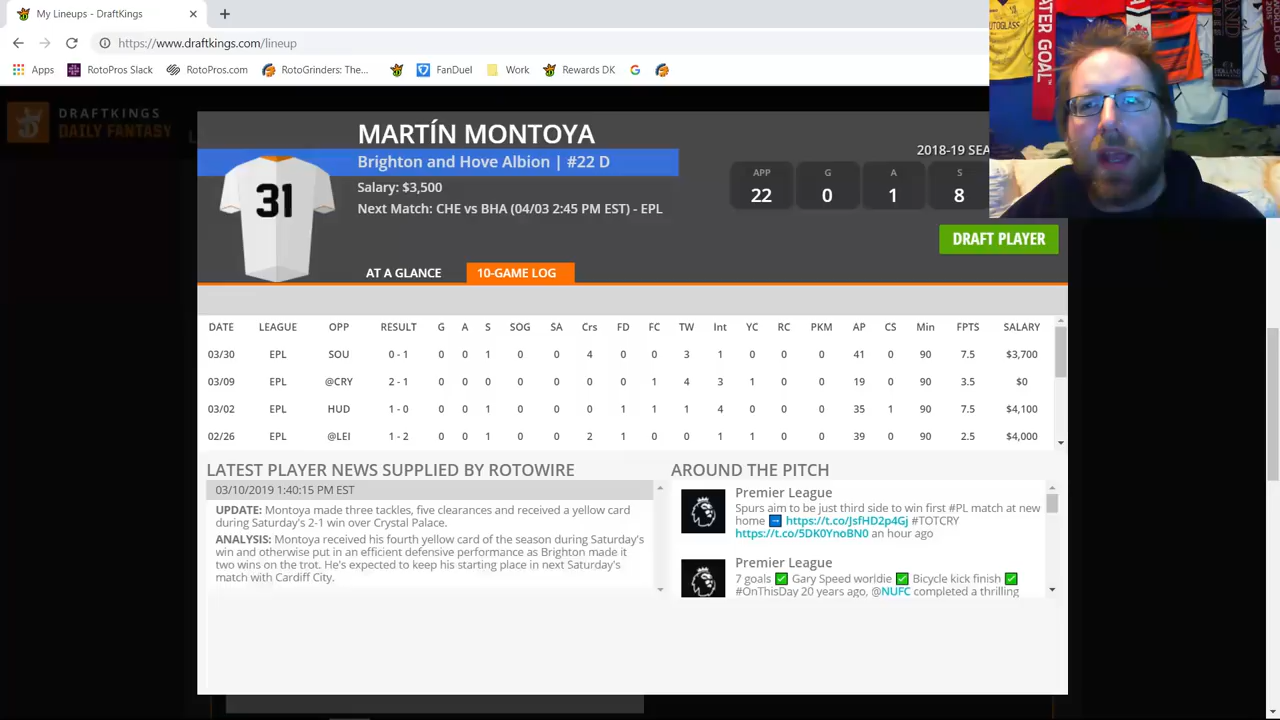 My Lineups - DraftKings
https://www.draftkings.com/lineup
Apps RotoPros Slack RotoPros.com RotoGrindersThe... FanDuel Work Rewards DK
DRAFTKINGS
DAILY FANTASY
MARTÍN MONTOYA
Brighton and Hove Albion | #22 D
Salary: $3,500
Next Match: CHE vs BHA (04/03 2:45 PM EST) - EPL
31
2018-19 SEA
APP G A S
22 0 1 8
DRAFT PLAYER
AT A GLANCE 10-GAME LOG
DATE LEAGUE OPP RESULT G A S SOG SA Crs FD FC TW Int YC RC PKM AP CS Min FPTS SALARY
03/30 EPL SOU 0 - 1 0 0 1 0 0 4 0 0 3 1 0 0 0 41 0 90 7.5 $3,700
03/09 EPL @CRY 2 - 1 0 0 0 0 0 0 0 1 4 3 1 0 0 19 0 90 3.5 $0
03/02 EPL HUD 1 - 0 0 0 1 0 0 0 1 1 1 4 0 0 0 35 1 90 7.5 $4,100
02/26 EPL @LEI 1 - 2 0 0 1 0 0 2 1 0 0 1 1 0 0 39 0 90 2.5 $4,000
LATEST PLAYER NEWS SUPPLIED BY ROTOWIRE
03/10/2019 1:40:15 PM EST
UPDATE: Montoya made three tackles, five clearances and received a yellow card
during Saturday's 2-1 win over Crystal Palace.
ANALYSIS: Montoya received his fourth yellow card of the season during Saturday's
win and otherwise put in an efficient defensive performance as Brighton made it
two wins on the trot. He's expected to keep his starting place in next Saturday's
match with Cardiff City.
AROUND THE PITCH
Premier League
Spurs aim to be just third side to win first #PL match at new
home ➡ https://t.co/JsfHD2p4Gj #TOTCRY
https://t.co/5DK0YnoBN0 an hour ago
Premier League
7 goals ✅ Gary Speed worldie ✅ Bicycle kick finish ✅
#OnThisDay 20 years ago, @NUFC completed a thrilling
ATER GOAL